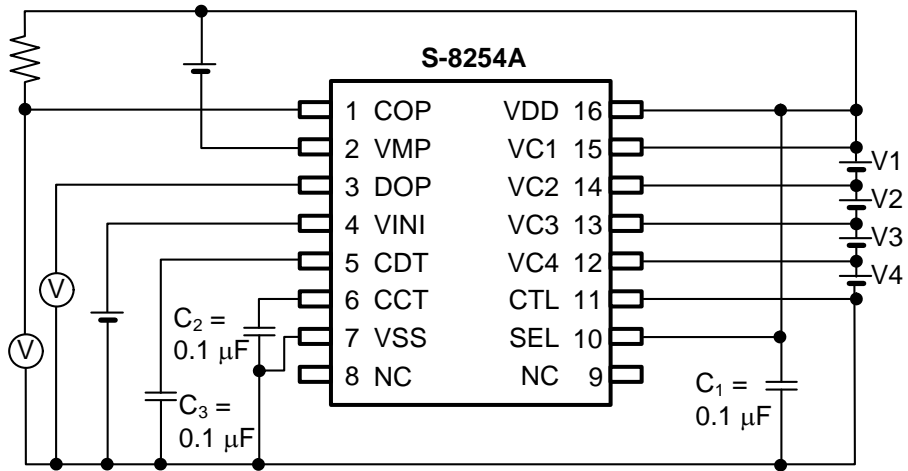 S-8254A
1 COP VDD 16
2 VMP VC1 15
3 DOP VC2 14
4 VINI VC3 13
5 CDT VC4 12
6 CCT CTL 11
7 VSS SEL 10
8 NC NC 9
V1
V2
V3
V4
V
V
C2 =
0.1 μF
C3 =
0.1 μF
C1 =
0.1 μF